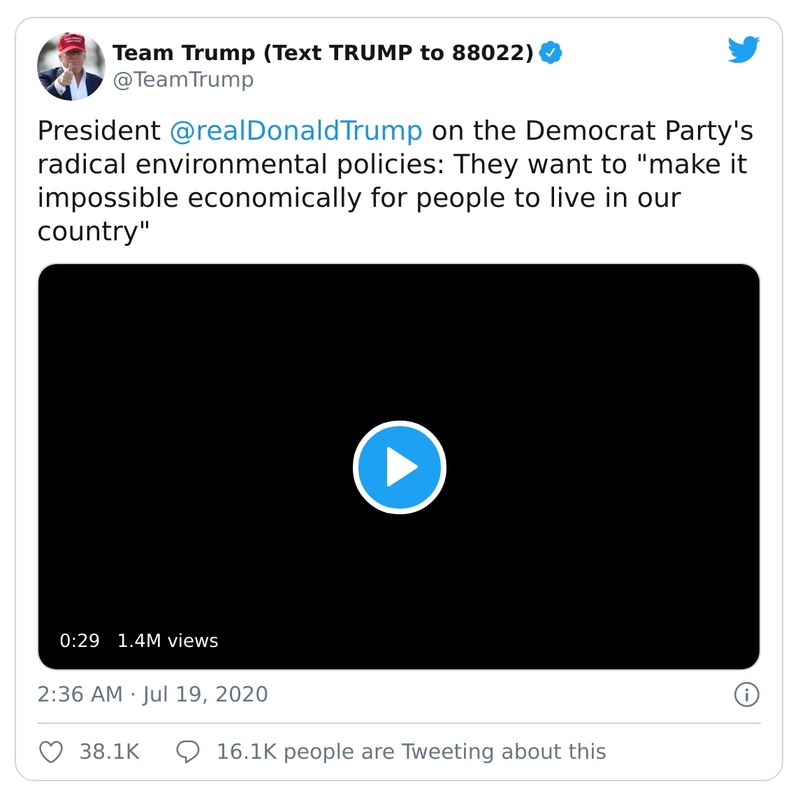 Team Trump (Text TRUMP to 88022)
@TeamTrump
President @realDonaldTrump on the Democrat Party's
radical environmental policies: They want to "make it
impossible economically for people to live in our
country"
0:29 1.4M views
2:36 AM · Jul 19, 2020
38.1K 16.1K people are Tweeting about this